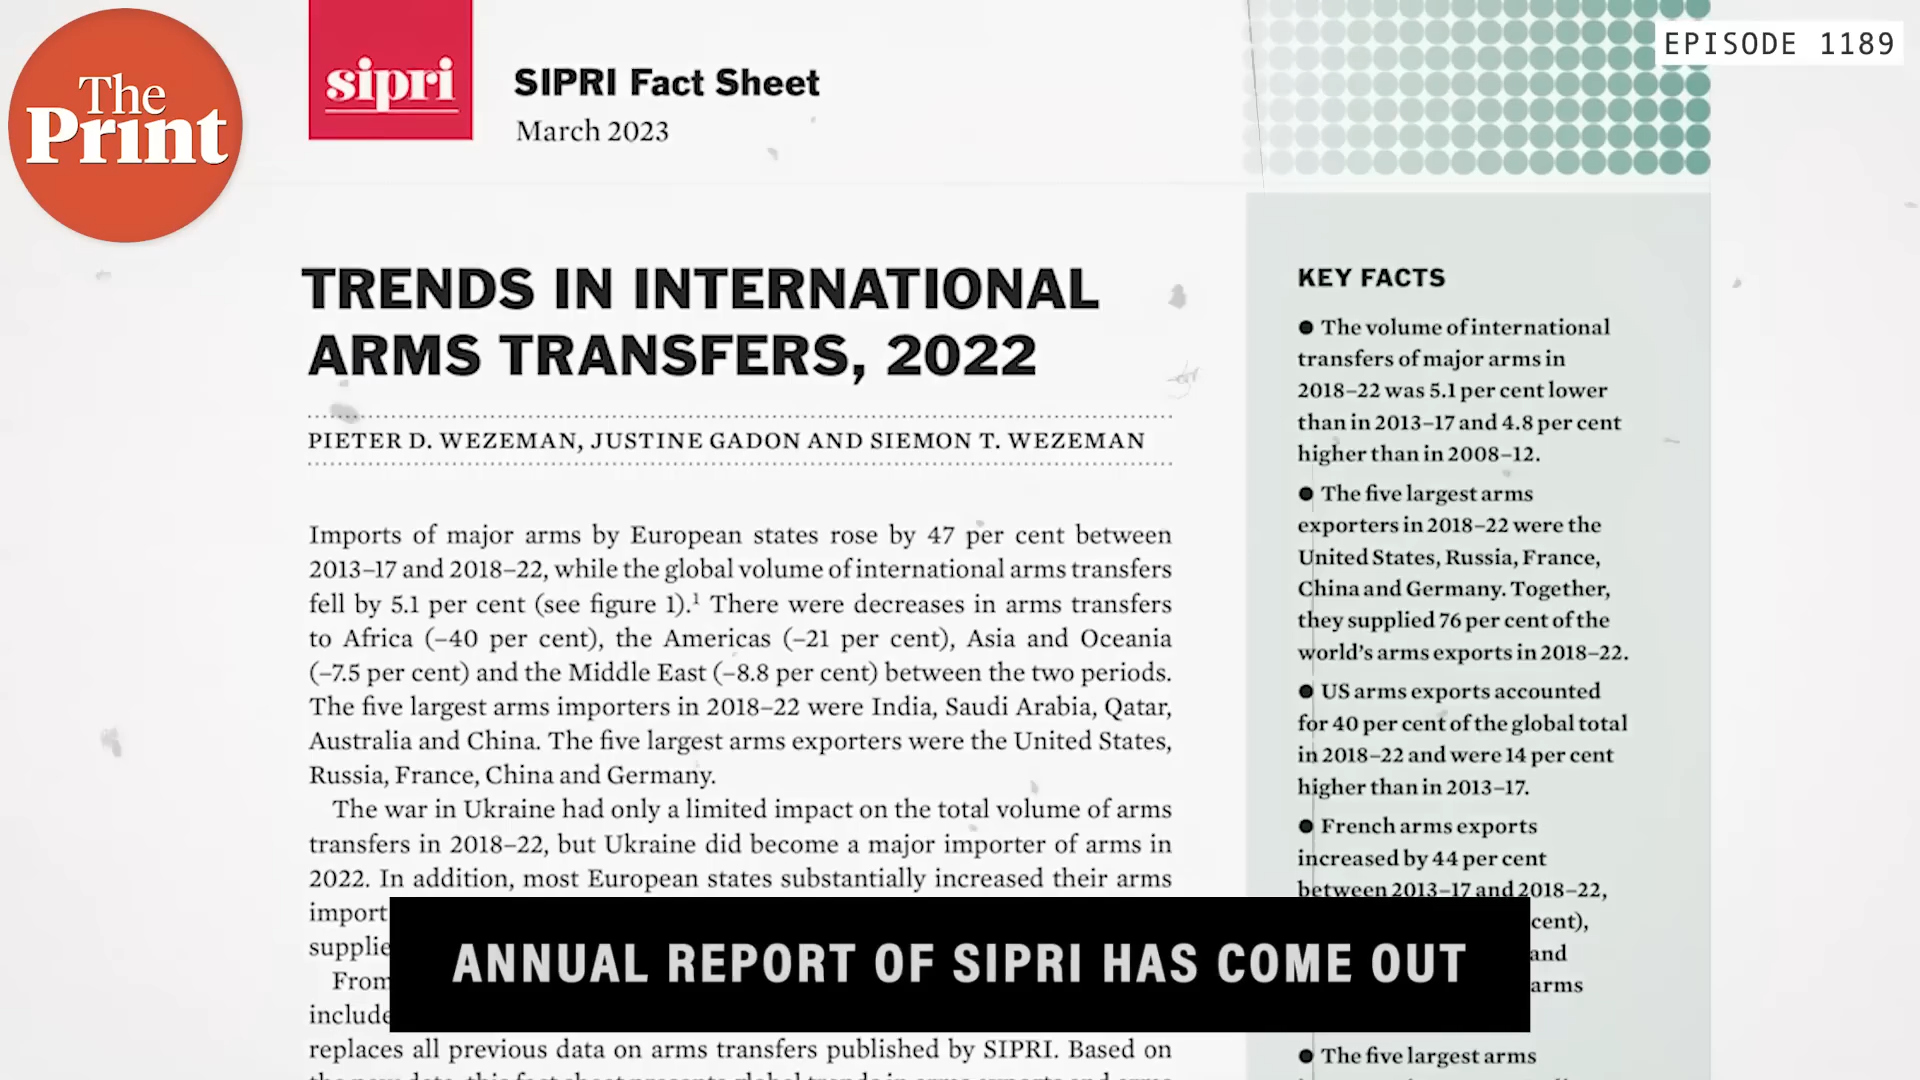 The
Print
EPISODE 1189
sipri
SIPRI Fact Sheet
March 2023
TRENDS IN INTERNATIONAL
ARMS TRANSFERS, 2022
PIETER D. WEZEMAN, JUSTINE GADON AND SIEMON T. WEZEMAN
Imports of major arms by European states rose by 47 per cent between
2013–17 and 2018–22, while the global volume of international arms transfers
fell by 5.1 per cent (see figure 1).¹ There were decreases in arms transfers
to Africa (–40 per cent), the Americas (–21 per cent), Asia and Oceania
(–7.5 per cent) and the Middle East (–8.8 per cent) between the two periods.
The five largest arms importers in 2018–22 were India, Saudi Arabia, Qatar,
Australia and China. The five largest arms exporters were the United States,
Russia, France, China and Germany.
The war in Ukraine had only a limited impact on the total volume of arms
transfers in 2018–22, but Ukraine did become a major importer of arms in
2022. In addition, most European states substantially increased their arms
import
supplie
From
include
replaces all previous data on arms transfers published by SIPRI. Based on
KEY FACTS
● The volume of international
transfers of major arms in
2018–22 was 5.1 per cent lower
than in 2013–17 and 4.8 per cent
higher than in 2008–12.
● The five largest arms
exporters in 2018–22 were the
United States, Russia, France,
China and Germany. Together,
they supplied 76 per cent of the
world's arms exports in 2018–22.
● US arms exports accounted
for 40 per cent of the global total
in 2018–22 and were 14 per cent
higher than in 2013–17.
● French arms exports
increased by 44 per cent
between 2013–17 and 2018–22,
cent),
and
arms
● The five largest arms
ANNUAL REPORT OF SIPRI HAS COME OUT